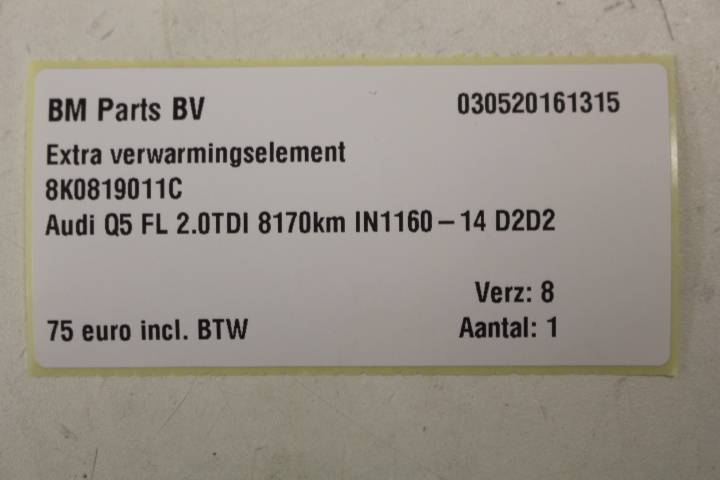 BM Parts BV 030520161315
Extra verwarmingselement
8K0819011C
Audi Q5 FL 2.0TDI 8170km IN1160-14 D2D2
Verz: 8
75 euro incl. BTW Aantal: 1